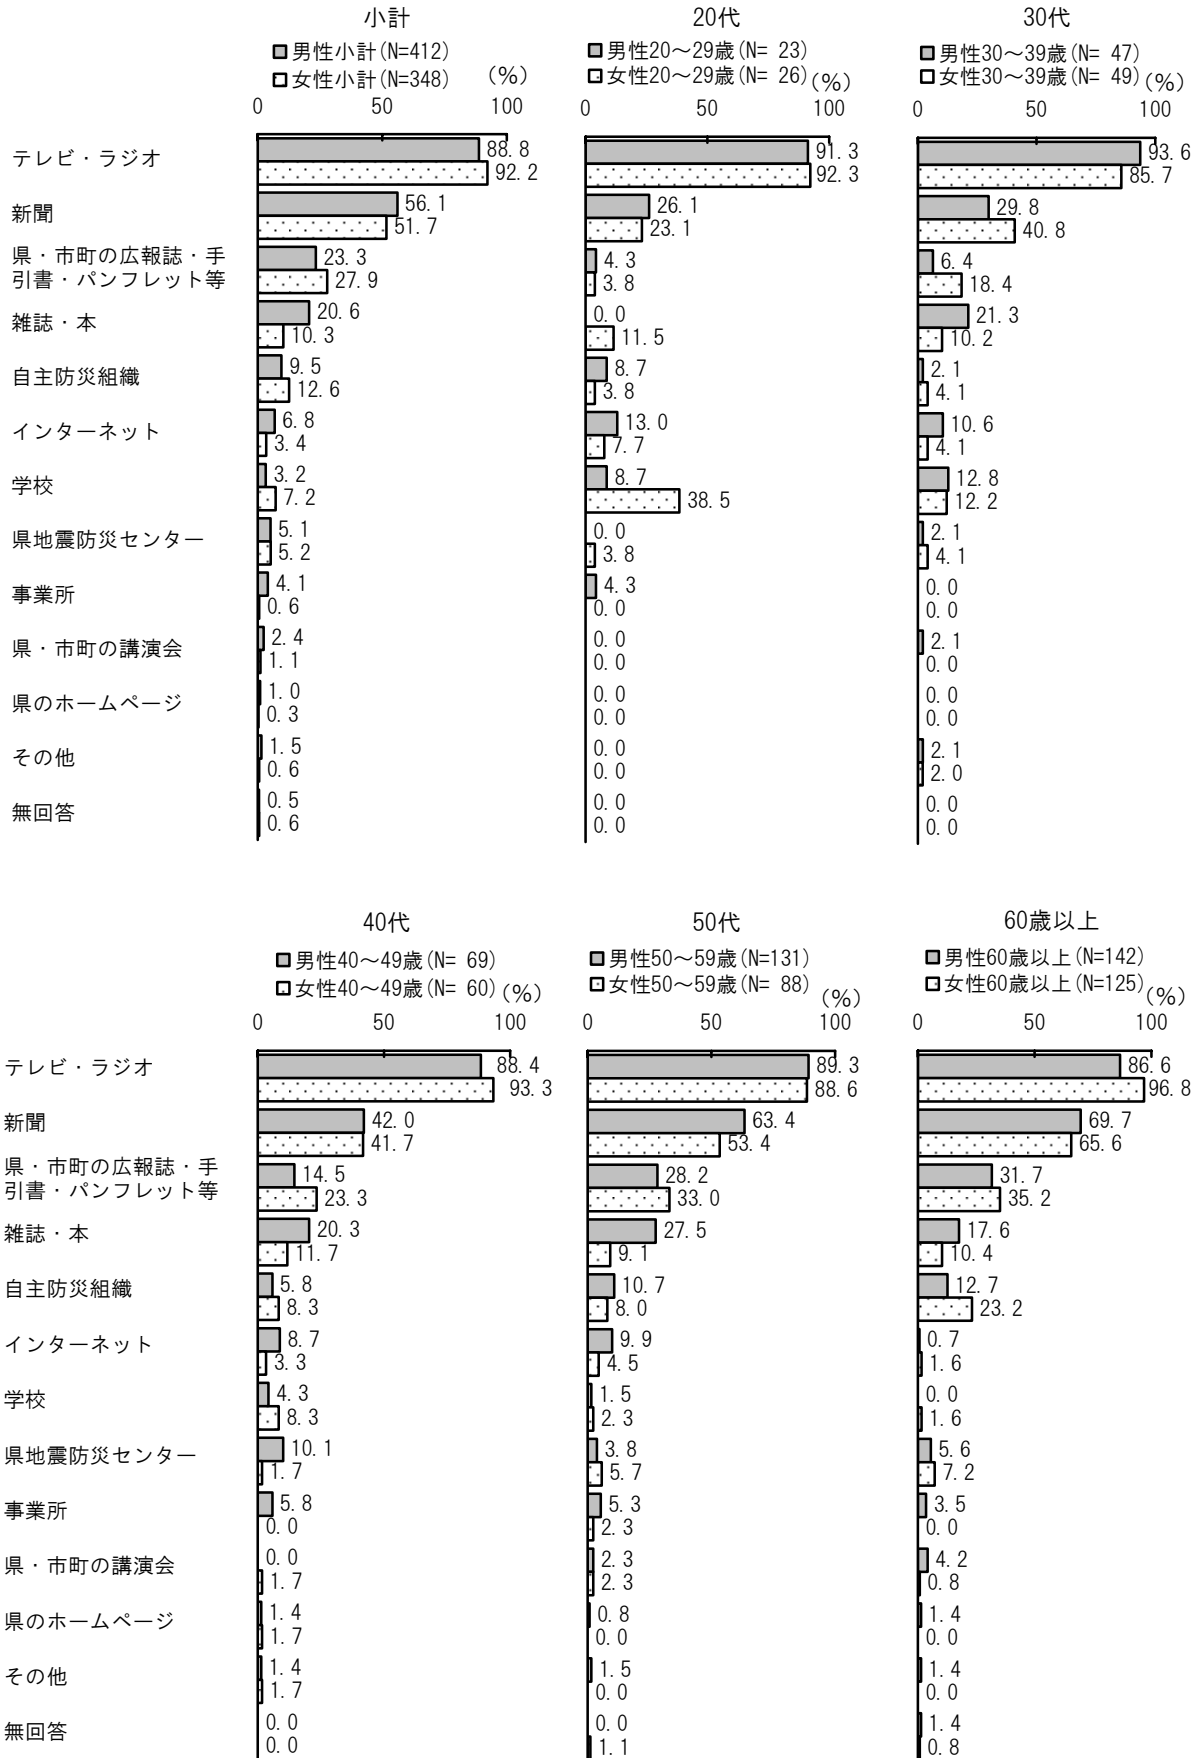 小計
■男性小計(N=412)
□女性小計(N=348)
(%)
0 50 100
20代
■男性20～29歳(N= 23)
□女性20～29歳(N= 26)
(%)
0 50 100
30代
■男性30～39歳(N= 47)
□女性30～39歳(N= 49)
(%)
0 50 100
テレビ・ラジオ
88.8 91.3 93.6
92.2 92.3 85.7
新聞
56.1 26.1 29.8
51.7 23.1 40.8
県・市町の広報誌・手
引書・パンフレット等
23.3 4.3 6.4
27.9 3.8 18.4
雑誌・本
20.6 0.0 21.3
10.3 11.5 10.2
自主防災組織
9.5 8.7 2.1
12.6 3.8 4.1
インターネット
6.8 13.0 10.6
3.4 7.7 4.1
学校
3.2 8.7 12.8
7.2 38.5 12.2
県地震防災センター
5.1 0.0 2.1
5.2 3.8 4.1
事業所
4.1 4.3 0.0
0.6 0.0 0.0
県・市町の講演会
2.4 0.0 2.1
1.1 0.0 0.0
県のホームページ
1.0 0.0 0.0
0.3 0.0 0.0
その他
1.5 0.0 2.1
0.6 0.0 2.0
無回答
0.5 0.0 0.0
0.6 0.0 0.0
40代
■男性40～49歳(N= 69)
□女性40～49歳(N= 60)
(%)
0 50 100
50代
■男性50～59歳(N=131)
□女性50～59歳(N= 88)
(%)
0 50 100
60歳以上
■男性60歳以上(N=142)
□女性60歳以上(N=125)
(%)
0 50 100
テレビ・ラジオ
88.4 89.3 86.6
93.3 88.6 96.8
新聞
42.0 63.4 69.7
41.7 53.4 65.6
県・市町の広報誌・手
引書・パンフレット等
14.5 28.2 31.7
23.3 33.0 35.2
雑誌・本
20.3 27.5 17.6
11.7 9.1 10.4
自主防災組織
5.8 10.7 12.7
8.3 8.0 23.2
インターネット
8.7 9.9 0.7
3.3 4.5 1.6
学校
4.3 1.5 0.0
8.3 2.3 1.6
県地震防災センター
10.1 3.8 5.6
1.7 5.7 7.2
事業所
5.8 5.3 3.5
0.0 2.3 0.0
県・市町の講演会
0.0 2.3 4.2
1.7 2.3 0.8
県のホームページ
1.4 0.8 1.4
1.7 0.0 0.0
その他
1.4 1.5 1.4
1.7 0.0 0.0
無回答
0.0 0.0 1.4
0.0 1.1 0.8